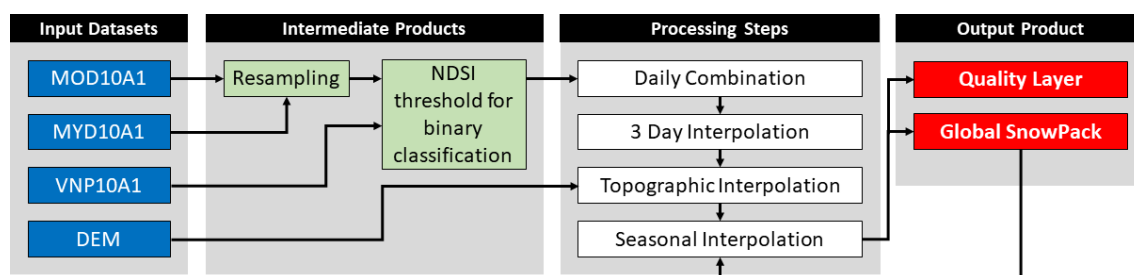 Input Datasets
MOD10A1
MYD10A1
VNP10A1
DEM
Intermediate Products
Resampling
NDSI
threshold for
binary
classification
Processing Steps
Daily Combination
3 Day Interpolation
Topographic Interpolation
Seasonal Interpolation
Output Product
Quality Layer
Global SnowPack